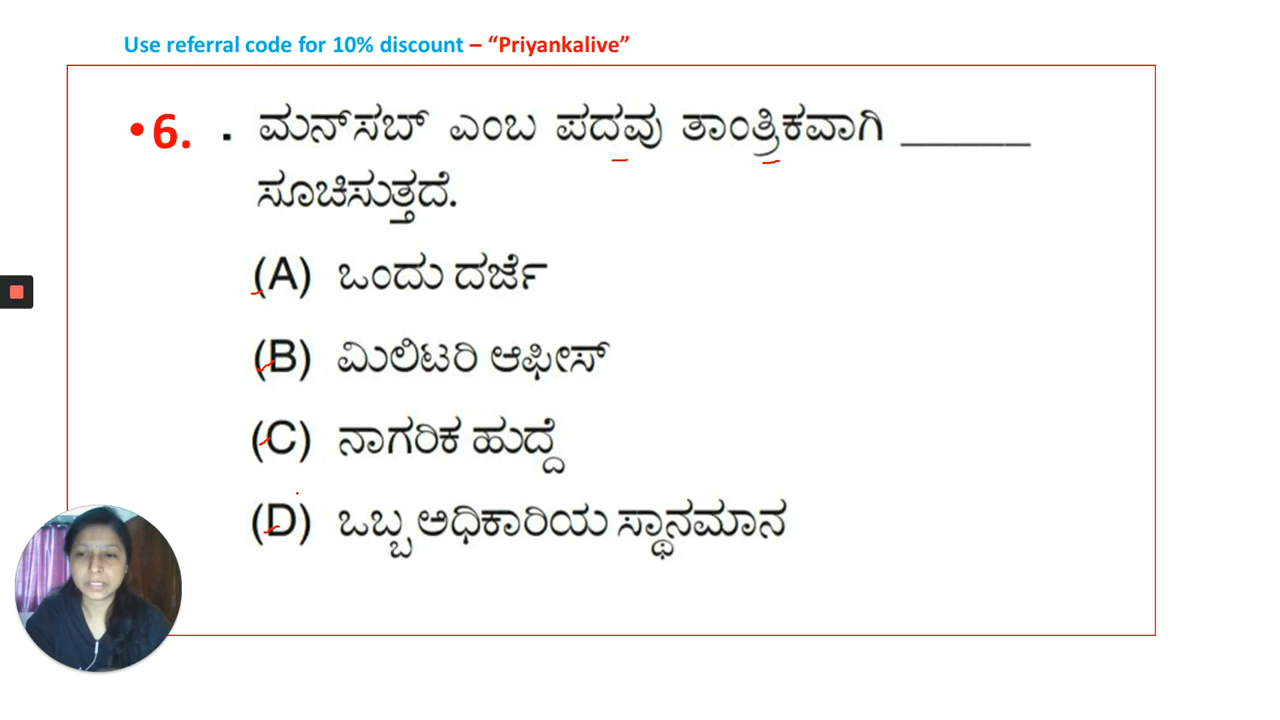 Use referral code for 10% discount – “Priyankalive”
•6. . ಮನ್‌ಸಬ್ ಎಂಬ ಪದವು ತಾಂತ್ರಿಕವಾಗಿ _____
ಸೂಚಿಸುತ್ತದೆ.
(A) ಒಂದು ದರ್ಜೆ
(B) ಮಿಲಿಟರಿ ಆಫೀಸ್
(C) ನಾಗರಿಕ ಹುದ್ದೆ
(D) ಒಬ್ಬ ಅಧಿಕಾರಿಯ ಸ್ಥಾನಮಾನ